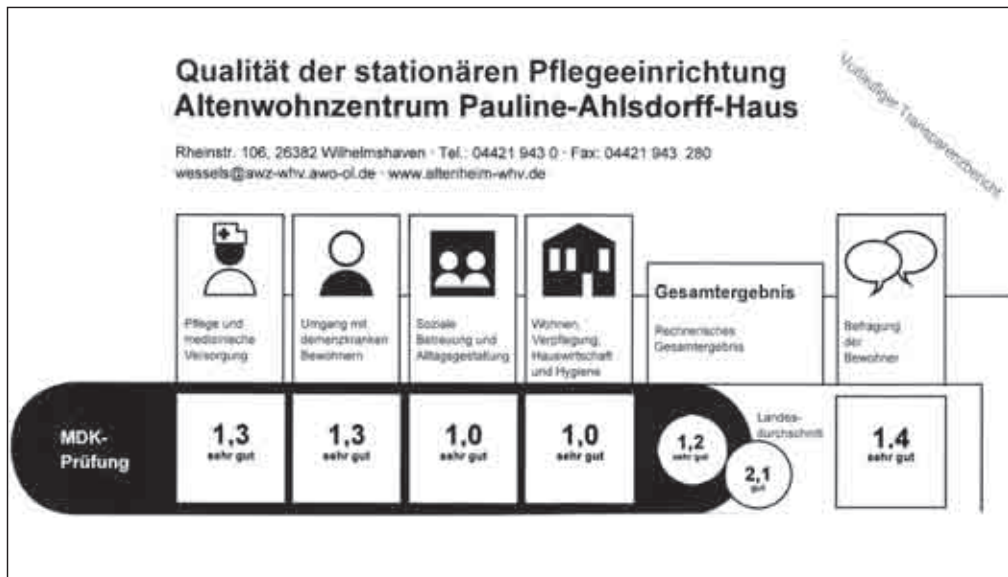 Qualität der stationären Pflegeeinrichtung
Altenwohnzentrum Pauline-Ahlsdorff-Haus
Vorläufiger Transparenzbericht
Rheinstr. 106, 26382 Wilhelmshaven · Tel.: 04421 943 0 · Fax: 04421 943 280
wessels@awz-whv.awo-ol.de · www.altenheim-whv.de
Pflege und
medizinische
Versorgung
Umgang mit
demenzkranken
Bewohnern
Soziale
Betreuung und
Alltagsgestaltung
Wohnen,
Verpflegung,
Hauswirtschaft
und Hygiene
Gesamtergebnis
Rechnerisches
Gesamtergebnis
Befragung
der
Bewohner
MDK-
Prüfung
1,3
sehr gut
1,3
sehr gut
1,0
sehr gut
1,0
sehr gut
1,2
sehr gut
Landes-
durchschnitt
2,1
gut
1.4
sehr gut